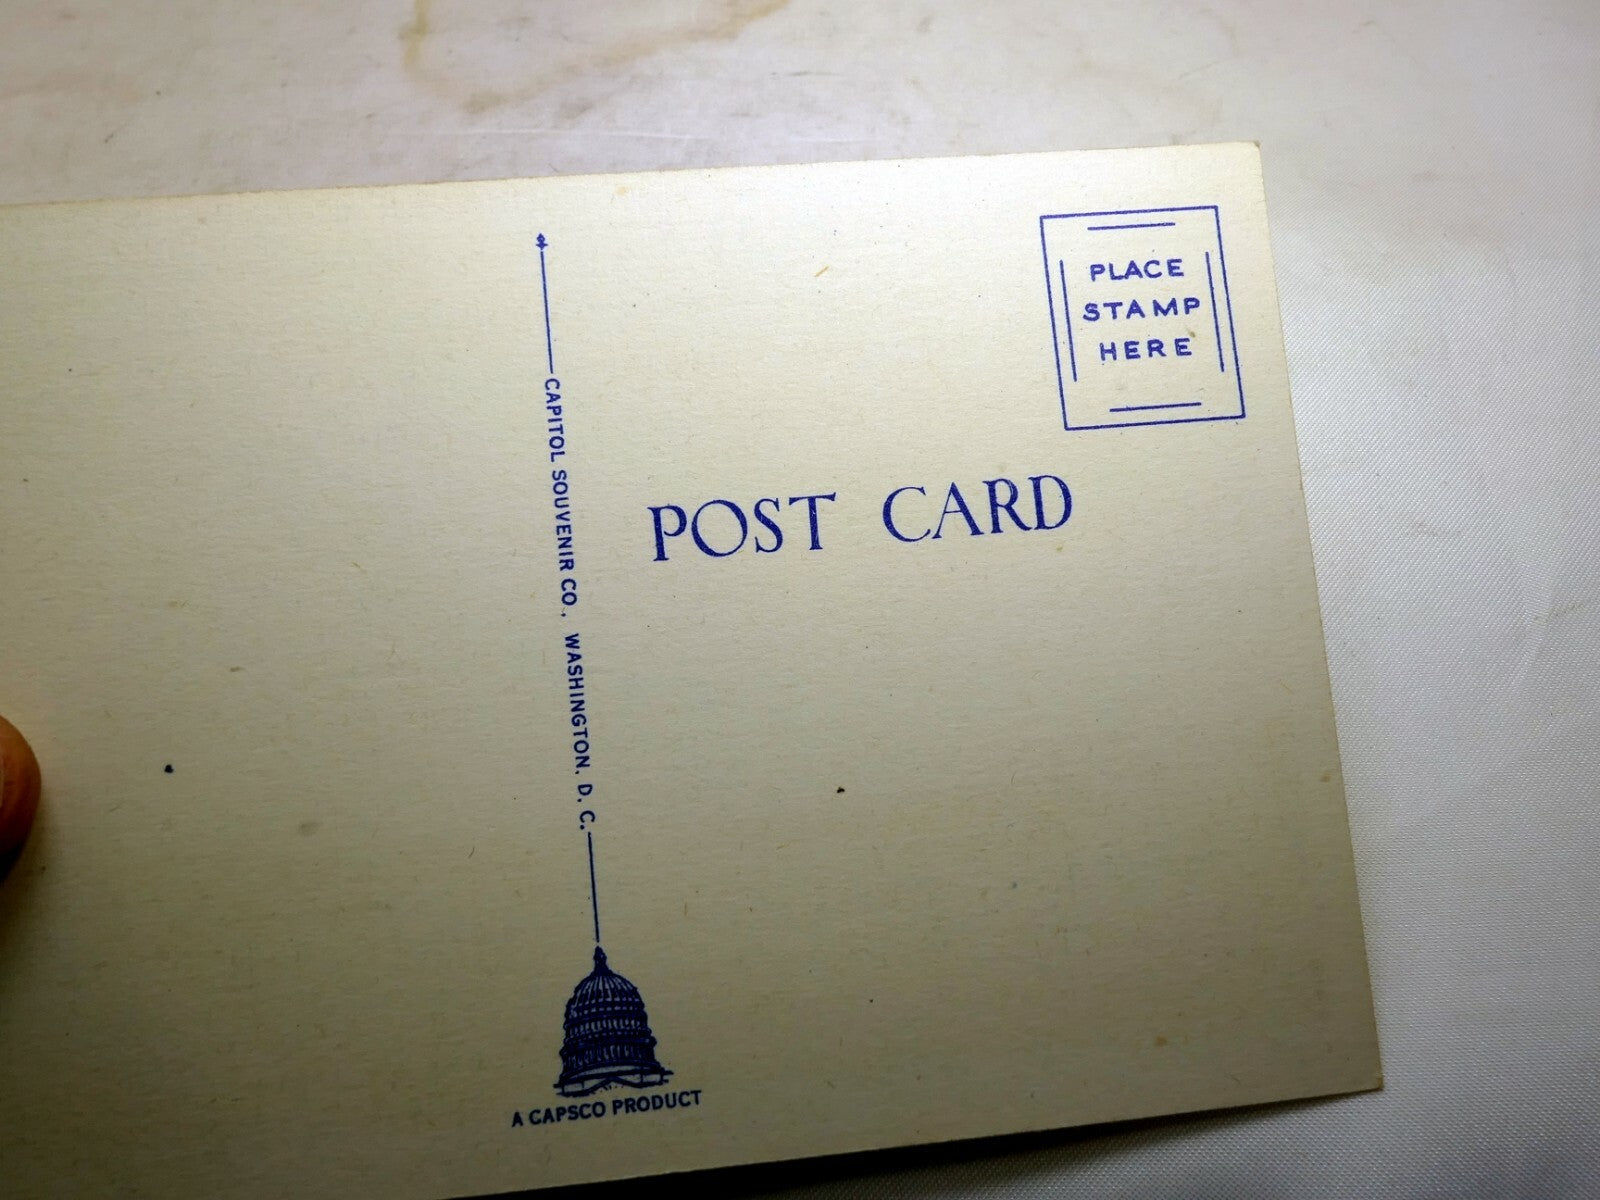 PLACE
STAMP
HERE
POST CARD
CAPITOL SOUVENIR CO., WASHINGTON, D. C.
A CAPSCO PRODUCT